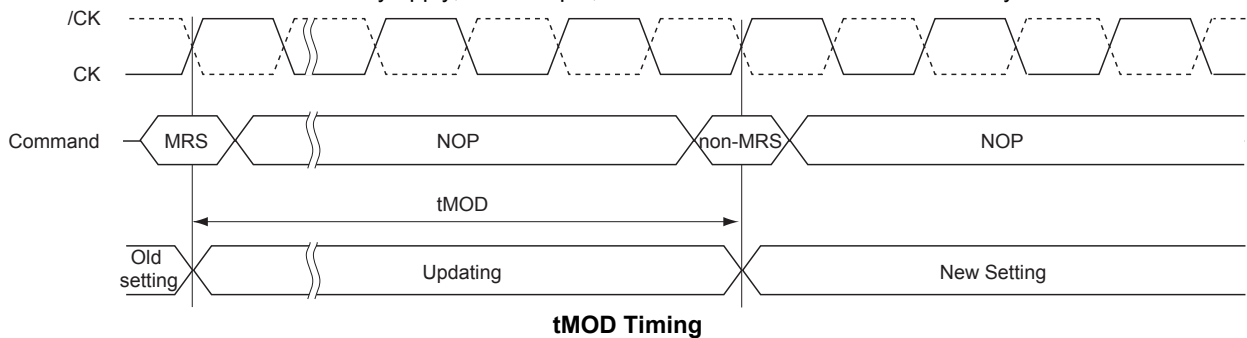 /CK
CK
Command
MRS
NOP
non-MRS
NOP
tMOD
Old
setting
Updating
New Setting
tMOD Timing